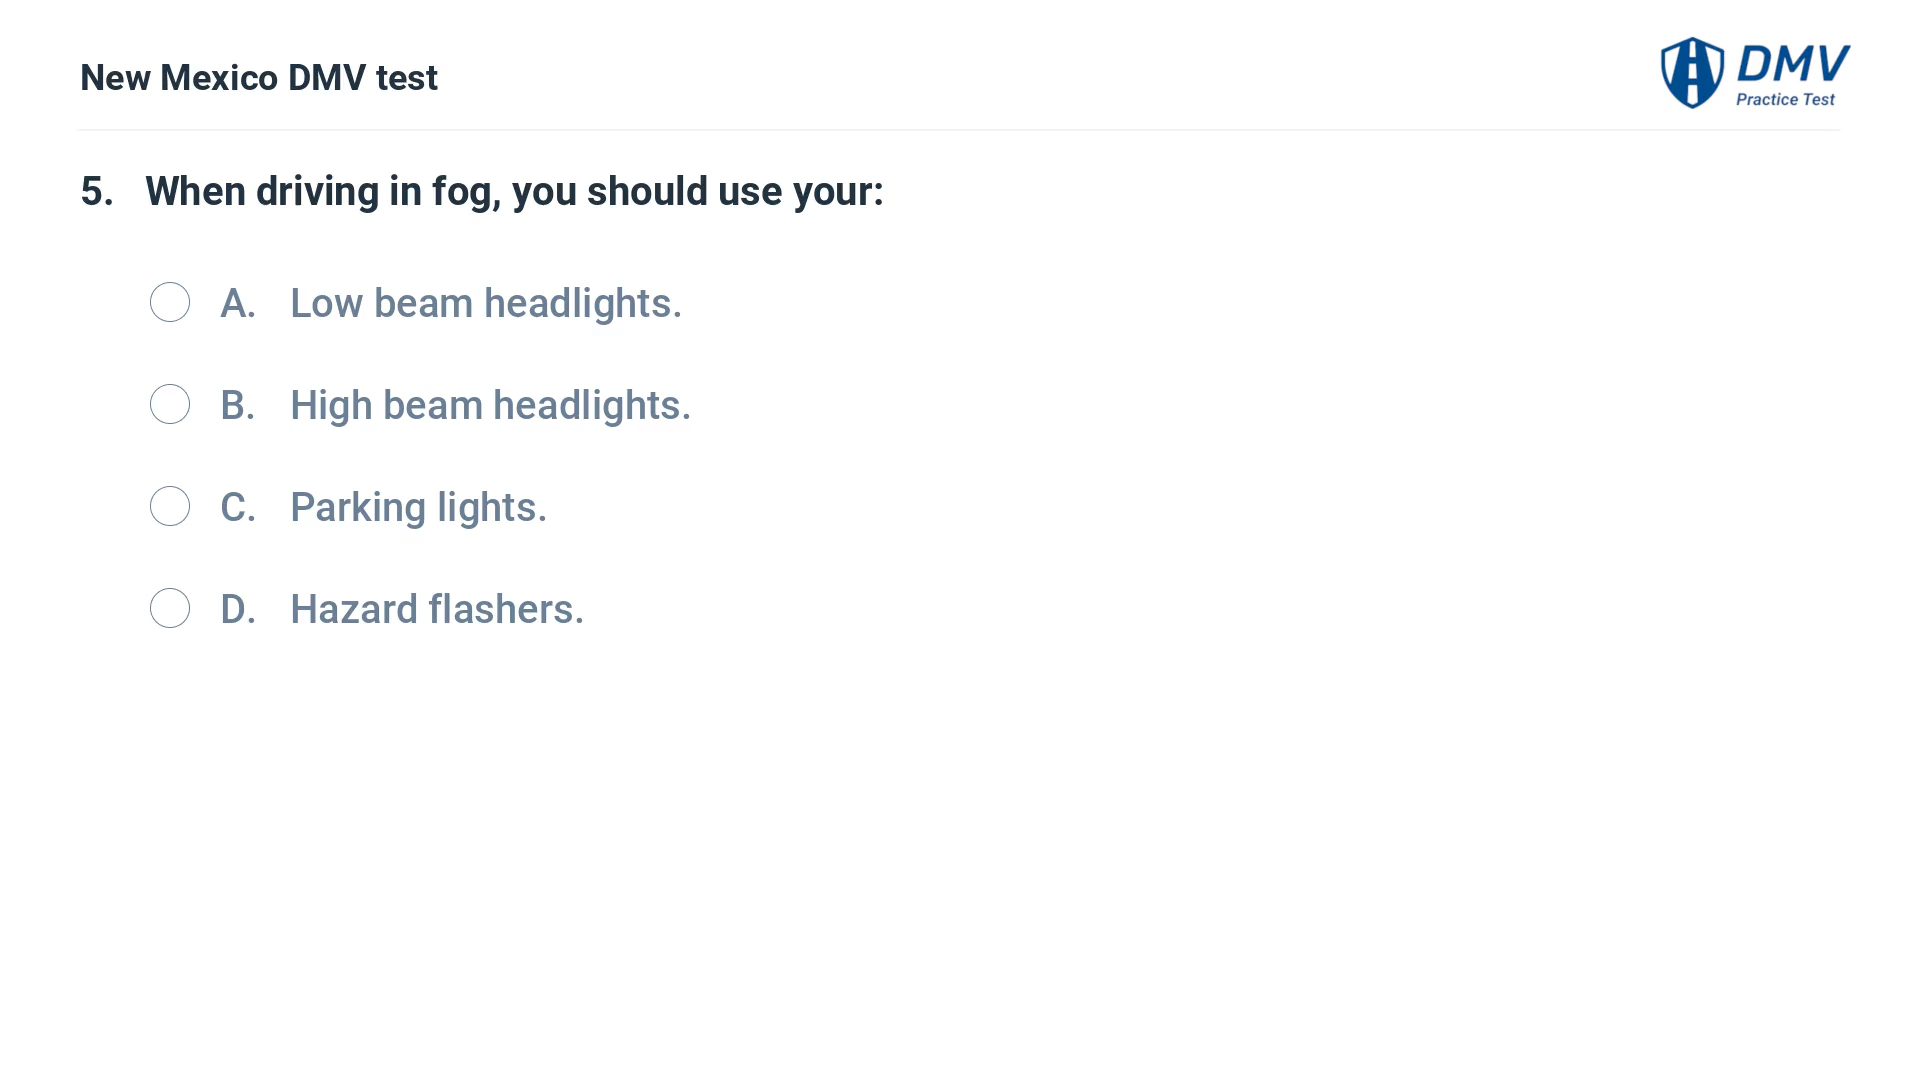 New Mexico DMV test
DMV
Practice Test
5. When driving in fog, you should use your:
A. Low beam headlights.
B. High beam headlights.
C. Parking lights.
D. Hazard flashers.